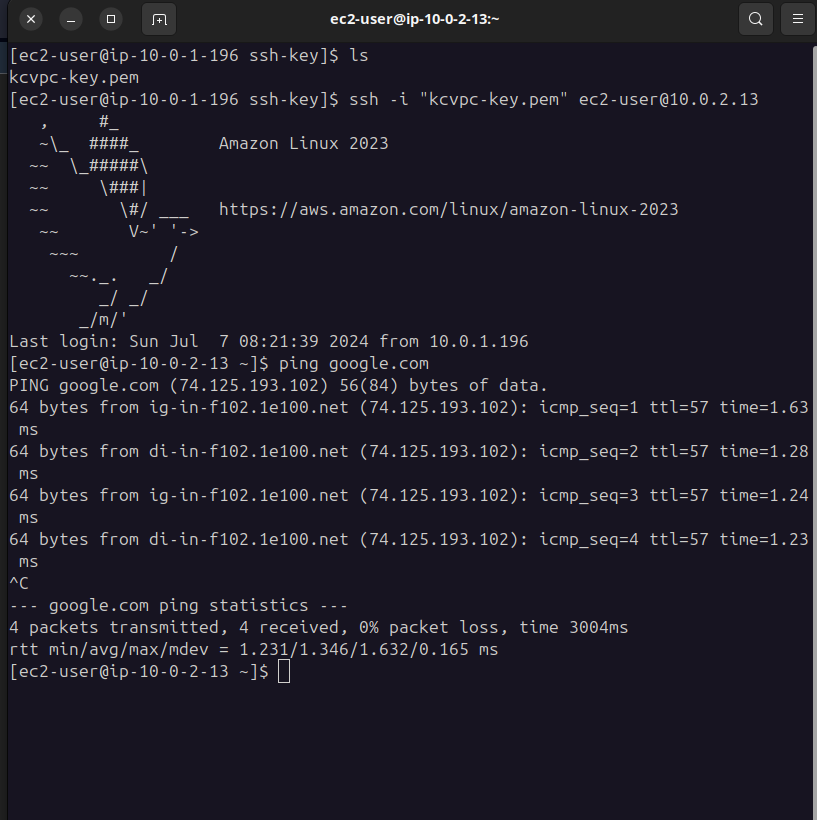 ec2-user@ip-10-0-2-13:~
[ec2-user@ip-10-0-1-196 ssh-key]$ ls
kcvpc-key.pem
[ec2-user@ip-10-0-1-196 ssh-key]$ ssh -i "kcvpc-key.pem" ec2-user@10.0.2.13
   ,     #_
   ~\_  ####_        Amazon Linux 2023
  ~~  \_#####\
  ~~     \###|
  ~~       \#/ ___   https://aws.amazon.com/linux/amazon-linux-2023
   ~~       V~' '->
    ~~~         /
      ~~._.   _/
         _/ _/
       _/m/'
Last login: Sun Jul  7 08:21:39 2024 from 10.0.1.196
[ec2-user@ip-10-0-2-13 ~]$ ping google.com
PING google.com (74.125.193.102) 56(84) bytes of data.
64 bytes from ig-in-f102.1e100.net (74.125.193.102): icmp_seq=1 ttl=57 time=1.63
 ms
64 bytes from di-in-f102.1e100.net (74.125.193.102): icmp_seq=2 ttl=57 time=1.28
 ms
64 bytes from ig-in-f102.1e100.net (74.125.193.102): icmp_seq=3 ttl=57 time=1.24
 ms
64 bytes from di-in-f102.1e100.net (74.125.193.102): icmp_seq=4 ttl=57 time=1.23
 ms
^C
--- google.com ping statistics ---
4 packets transmitted, 4 received, 0% packet loss, time 3004ms
rtt min/avg/max/mdev = 1.231/1.346/1.632/0.165 ms
[ec2-user@ip-10-0-2-13 ~]$